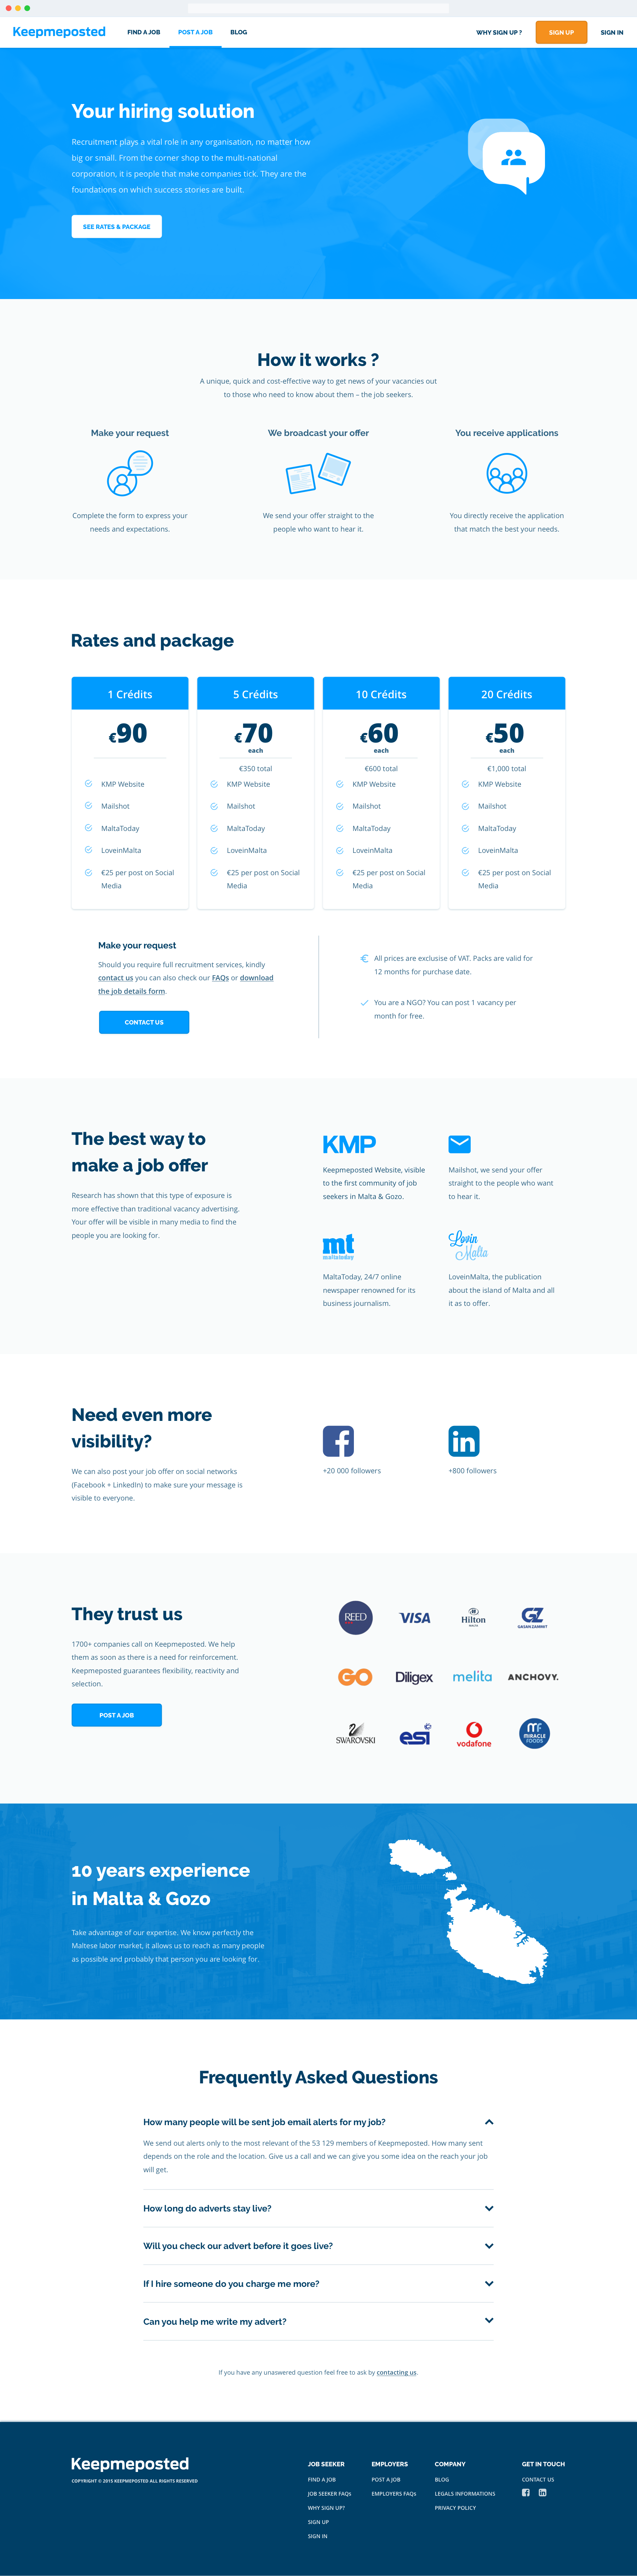 Keepmeposted
FIND A JOB
POST A JOB
BLOG
WHY SIGN UP ?
SIGN UP
SIGN IN
Your hiring solution
Recruitment plays a vital role in any organisation, no matter how
big or small. From the corner shop to the multi-national
corporation, it is people that make companies tick. They are the
foundations on which success stories are built.
SEE RATES & PACKAGE
How it works ?
A unique, quick and cost-effective way to get news of your vacancies out
to those who need to know about them – the job seekers.
Make your request
Complete the form to express your
needs and expectations.
We broadcast your offer
We send your offer straight to the
people who want to hear it.
You receive applications
You directly receive the application
that match the best your needs.
Rates and package
1 Crédits
€90
KMP Website
Mailshot
MaltaToday
LoveinMalta
€25 per post on Social
Media
5 Crédits
€70
each
€350 total
KMP Website
Mailshot
MaltaToday
LoveinMalta
€25 per post on Social
Media
10 Crédits
€60
each
€600 total
KMP Website
Mailshot
MaltaToday
LoveinMalta
€25 per post on Social
Media
20 Crédits
€50
each
€1,000 total
KMP Website
Mailshot
MaltaToday
LoveinMalta
€25 per post on Social
Media
Make your request
Should you require full recruitment services, kindly
contact us you can also check our FAQs or download
the job details form.
CONTACT US
All prices are exclusise of VAT. Packs are valid for
12 months for purchase date.
You are a NGO? You can post 1 vacancy per
month for free.
The best way to
make a job offer
Research has shown that this type of exposure is
more effective than traditional vacancy advertising.
Your offer will be visible in many media to find the
people you are looking for.
KMP
Keepmeposted Website, visible
to the first community of job
seekers in Malta & Gozo.
Mailshot, we send your offer
straight to the people who want
to hear it.
mt
maltatoday
MaltaToday, 24/7 online
newspaper renowned for its
business journalism.
Lovin
Malta
LoveinMalta, the publication
about the island of Malta and all
it as to offer.
Need even more
visibility?
We can also post your job offer on social networks
(Facebook + LinkedIn) to make sure your message is
visible to everyone.
f
+20 000 followers
in
+800 followers
They trust us
1700+ companies call on Keepmeposted. We help
them as soon as there is a need for reinforcement.
Keepmeposted guarantees flexibility, reactivity and
selection.
POST A JOB
REED
VISA
Hilton
MALTA
GZ
GASAN ZAMMIT
GO
Diligex
melita
ANCHOVY.
SWAROVSKI
esi
vodafone
MF
MIRACLE
FOODS
10 years experience
in Malta & Gozo
Take advantage of our expertise. We know perfectly the
Maltese labor market, it allows us to reach as many people
as possible and probably that person you are looking for.
Frequently Asked Questions
How many people will be sent job email alerts for my job?
We send out alerts only to the most relevant of the 53 129 members of Keepmeposted. How many sent
depends on the role and the location. Give us a call and we can give you some idea on the reach your job
will get.
How long do adverts stay live?
Will you check our advert before it goes live?
If I hire someone do you charge me more?
Can you help me write my advert?
If you have any unaswered question feel free to ask by contacting us.
Keepmeposted
COPYRIGHT © 2015 KEEPMEPOSTED ALL RIGHTS RESERVED
JOB SEEKER
FIND A JOB
JOB SEEKER FAQs
WHY SIGN UP?
SIGN UP
SIGN IN
EMPLOYERS
POST A JOB
EMPLOYERS FAQs
COMPANY
BLOG
LEGALS INFORMATIONS
PRIVACY POLICY
GET IN TOUCH
CONTACT US